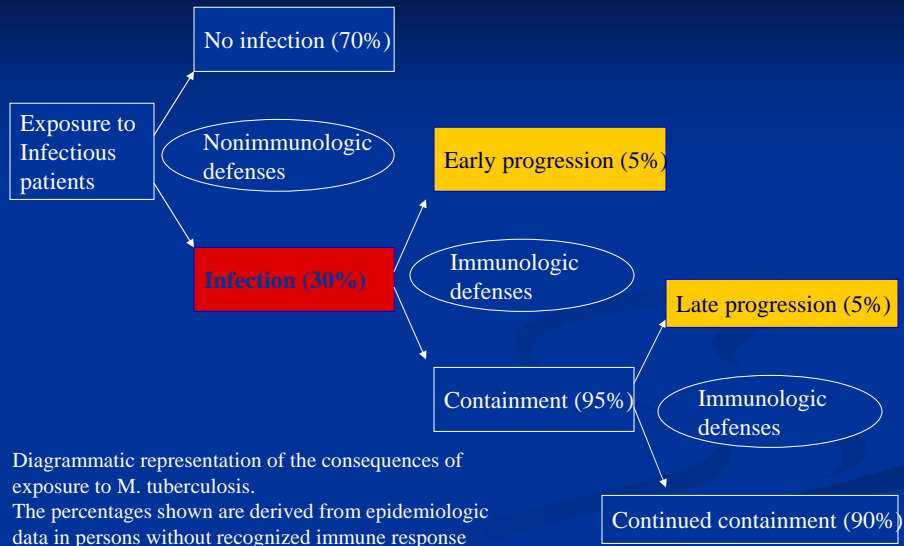 No infection (70%)
Exposure to
Infectious
patients
Nonimmunologic
defenses
Early progression (5%)
Infection (30%)
Immunologic
defenses
Late progression (5%)
Containment (95%)
Immunologic
defenses
Diagrammatic representation of the consequences of
exposure to M. tuberculosis.
The percentages shown are derived from epidemiologic
data in persons without recognized immune response
Continued containment (90%)